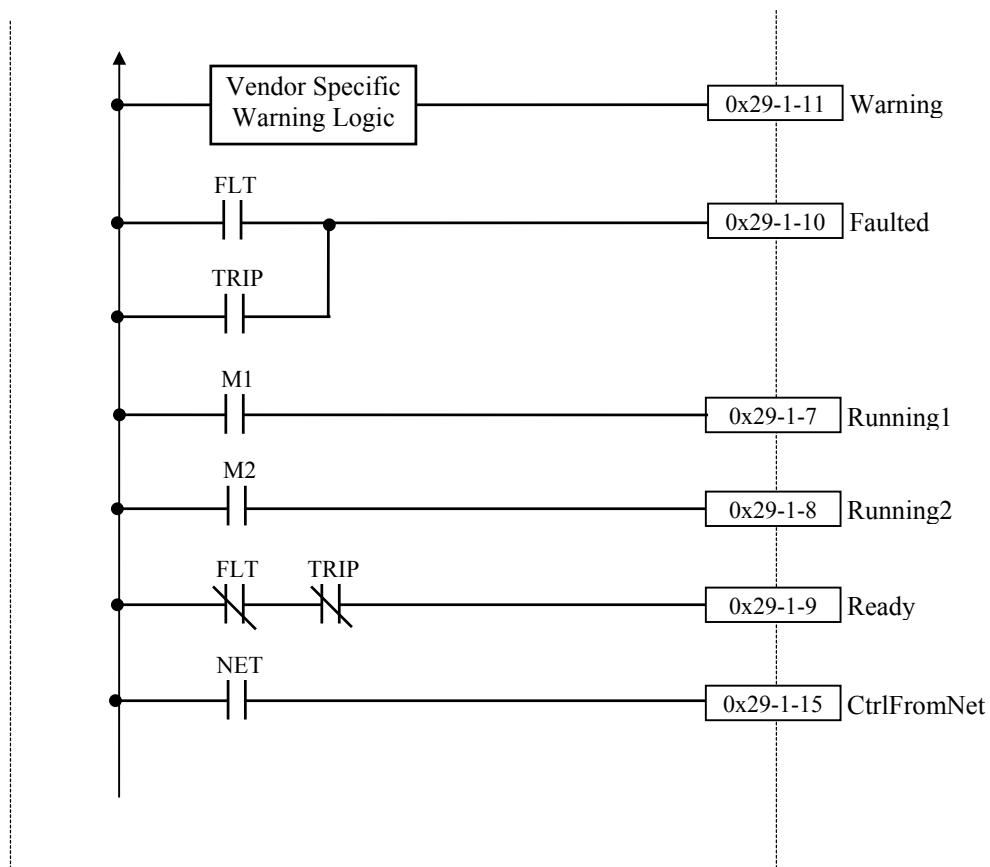 Vendor Specific
Warning Logic
0x29-1-11 Warning
FLT
0x29-1-10 Faulted
TRIP
M1
0x29-1-7 Running1
M2
0x29-1-8 Running2
FLT TRIP
0x29-1-9 Ready
NET
0x29-1-15 CtrlFromNet